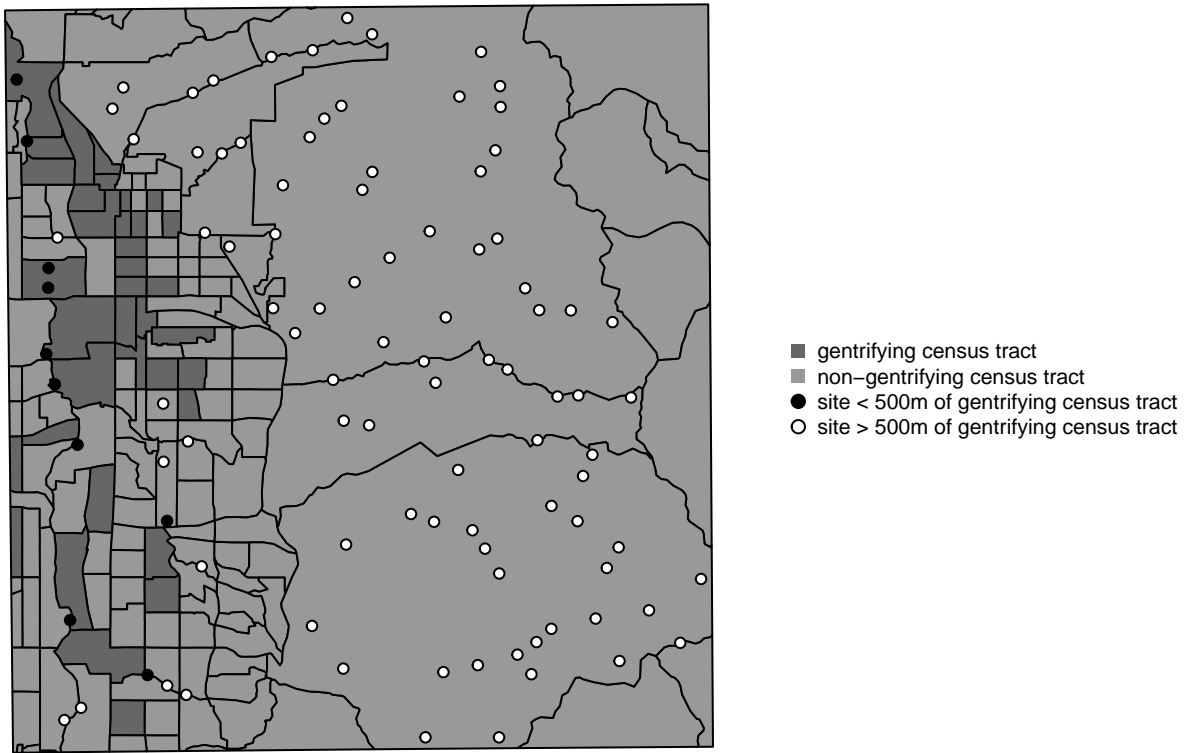 gentrifying census tract
non−gentrifying census tract
site < 500m of gentrifying census tract
site > 500m of gentrifying census tract